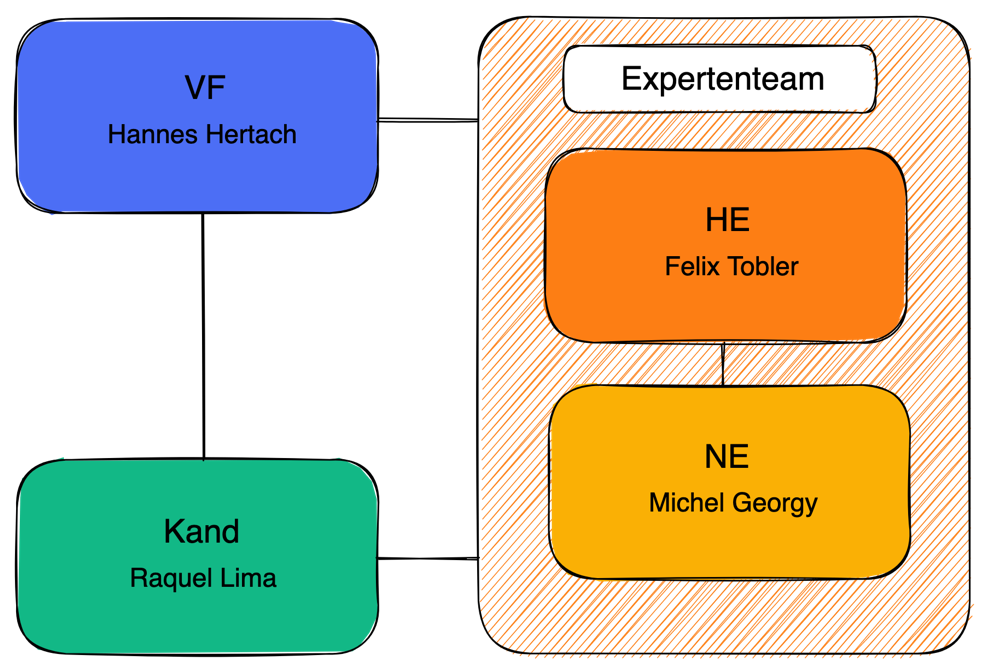 VF
Hannes Hertach
Expertenteam
HE
Felix Tobler
NE
Michel Georgy
Kand
Raquel Lima